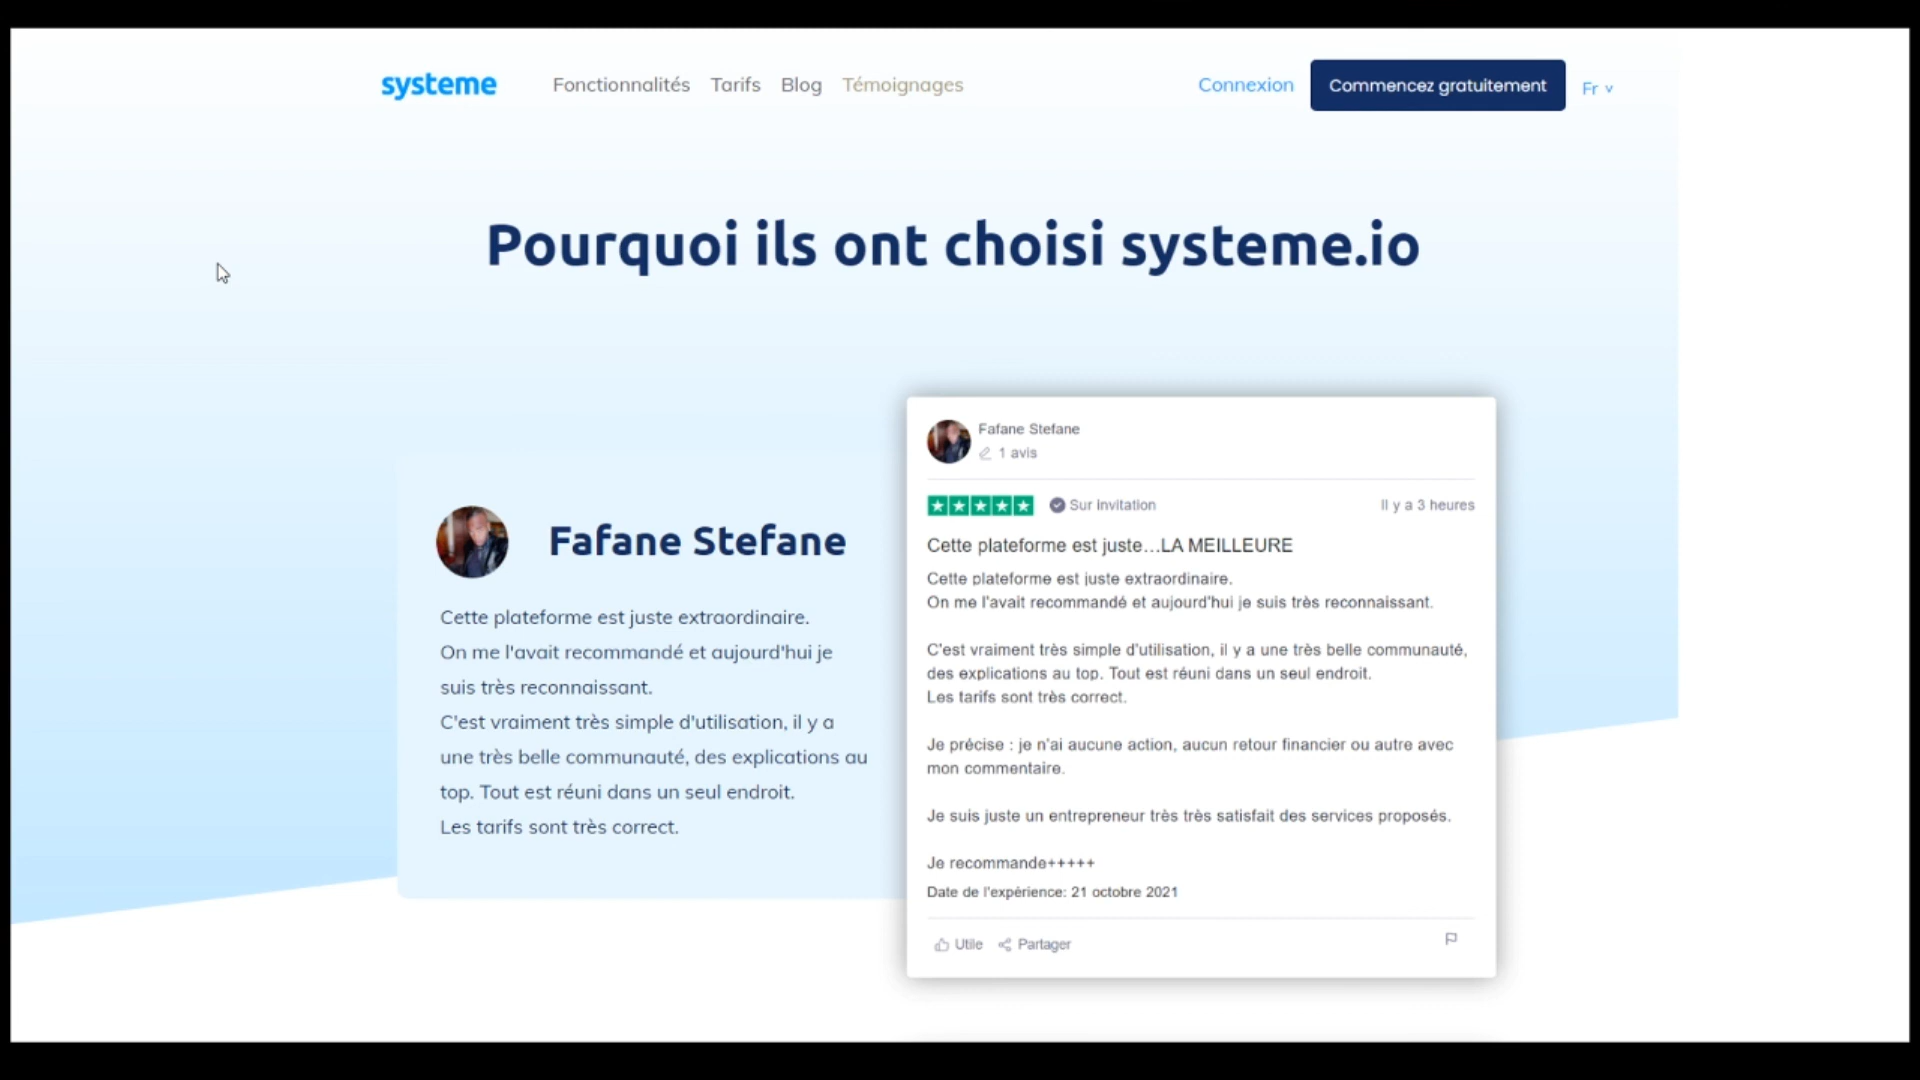 systeme
Fonctionnalités Tarifs Blog Témoignages
Connexion Commencez gratuitement Fr
Pourquoi ils ont choisi systeme.io
Fafane Stefane
Cette plateforme est juste extraordinaire.
On me l'avait recommandé et aujourd'hui je
suis très reconnaissant.
C'est vraiment très simple d'utilisation, il y a
une très belle communauté, des explications au
top. Tout est réuni dans un seul endroit.
Les tarifs sont très correct.
Fafane Stefane
1 avis
Sur Invitation Il y a 3 heures
Cette plateforme est juste…LA MEILLEURE
Cette plateforme est juste extraordinaire.
On me l'avait recommandé et aujourd'hui je suis très reconnaissant.
C'est vraiment très simple d'utilisation, il y a une très belle communauté,
des explications au top. Tout est réuni dans un seul endroit.
Les tarifs sont très correct.
Je précise : je n'ai aucune action, aucun retour financier ou autre avec
mon commentaire.
Je suis juste un entrepreneur très très satisfait des services proposés.
Je recommande+++++
Date de l'expérience: 21 octobre 2021
Utile Partager